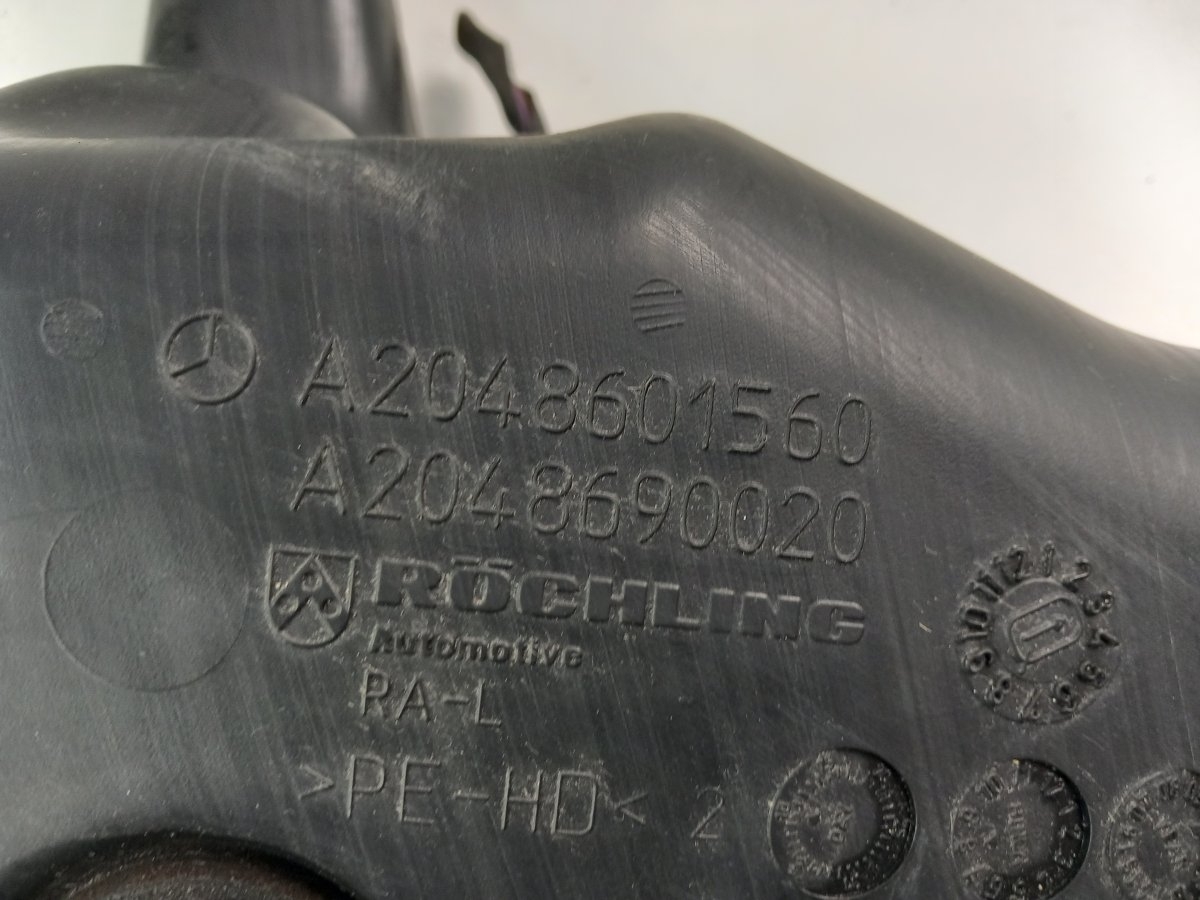 A2048601560
A2048690020
RÖCHLING
Automotive
RA-L
>PE-HD< 2